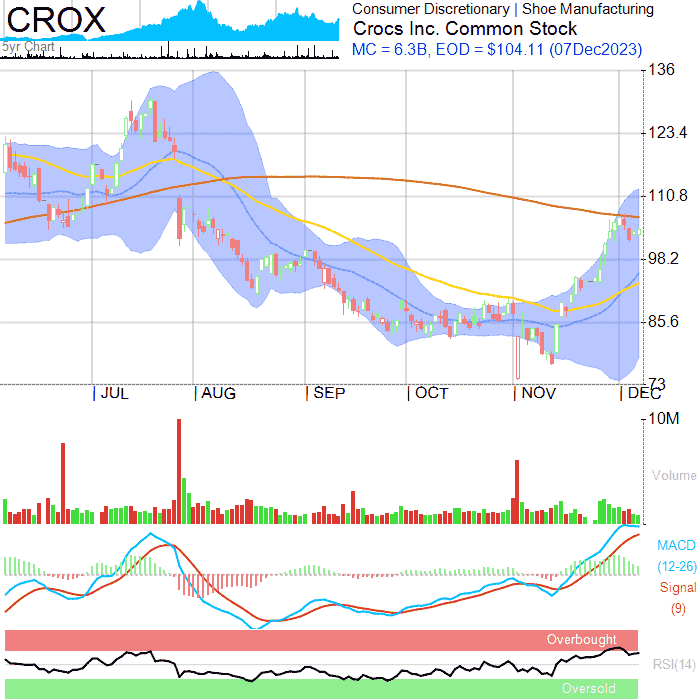 CROX
Consumer Discretionary | Shoe Manufacturing
Crocs Inc. Common Stock
MC = 6.3B, EOD = $104.11 (07Dec2023)
5yr Chart
136
123.4
110.8
98.2
85.6
73
JUL AUG SEP OCT NOV DEC
10M
Volume
MACD
(12-26)
Signal
(9)
Overbought
RSI(14)
Oversold